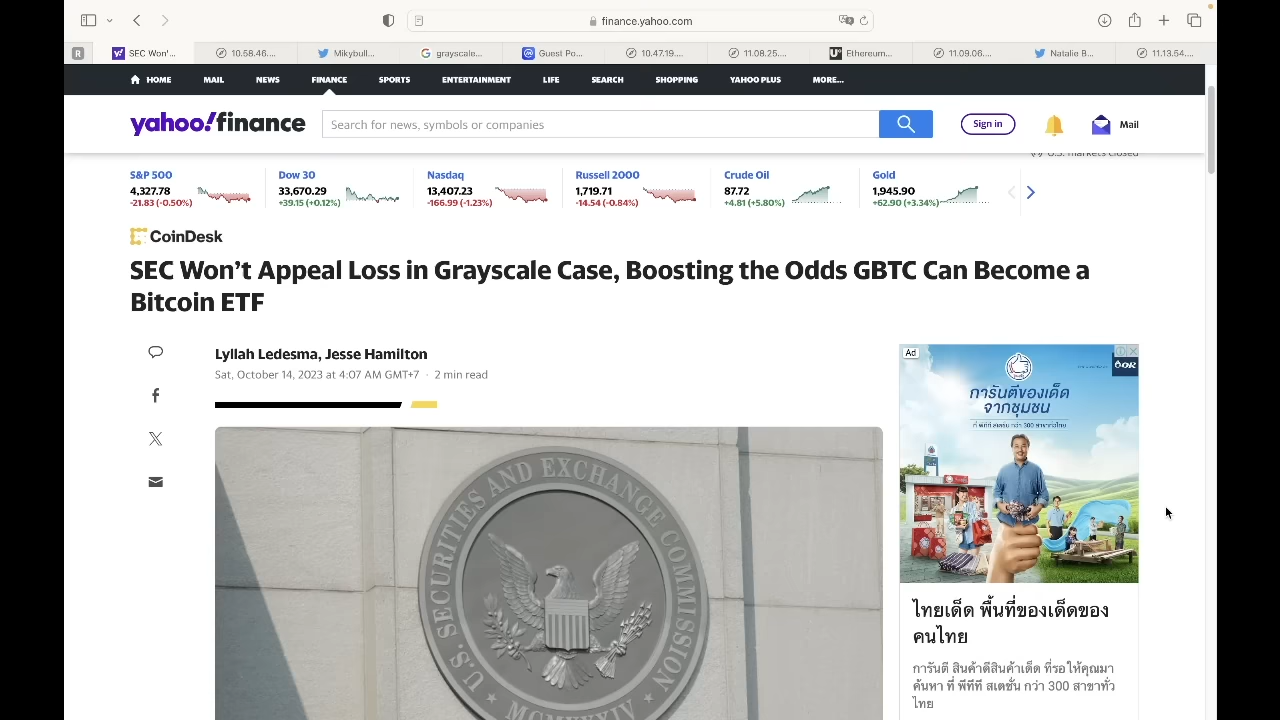 finance.yahoo.com
R
SEC Won'...
10.58.46....
Mikybull...
grayscale...
Guest Po...
10.47.19....
11.08.25....
Ethereum...
11.09.06....
Natalie B...
11.13.54....
HOME MAIL NEWS FINANCE SPORTS ENTERTAINMENT LIFE SEARCH SHOPPING YAHOO PLUS MORE...
yahoo!finance
Search for news, symbols or companies
Sign in
Mail
U.S. markets closed
S&P 500
4,327.78
-21.83 (-0.50%)
Dow 30
33,670.29
+39.15 (+0.12%)
Nasdaq
13,407.23
-166.99 (-1.23%)
Russell 2000
1,719.71
-14.54 (-0.84%)
Crude Oil
87.72
+4.81 (+5.80%)
Gold
1,945.90
+62.90 (+3.34%)
CoinDesk
SEC Won’t Appeal Loss in Grayscale Case, Boosting the Odds GBTC Can Become a
Bitcoin ETF
Lyllah Ledesma, Jesse Hamilton
Sat, October 14, 2023 at 4:07 AM GMT+7 · 2 min read
U.S. SECURITIES AND EXCHANGE COMMISSION
MCMXXXIV
Ad
OR
การันตีของเด็ด
จากชุมชน
ไทยเด็ด พื้นที่ของเด็ดของ
คนไทย
การันตี สินค้าดีสินค้าเด็ด ที่รอให้คุณมา
ค้นหา ที่ พีทีที สเตชั่น กว่า 300 สาขาทั่ว
ไทย